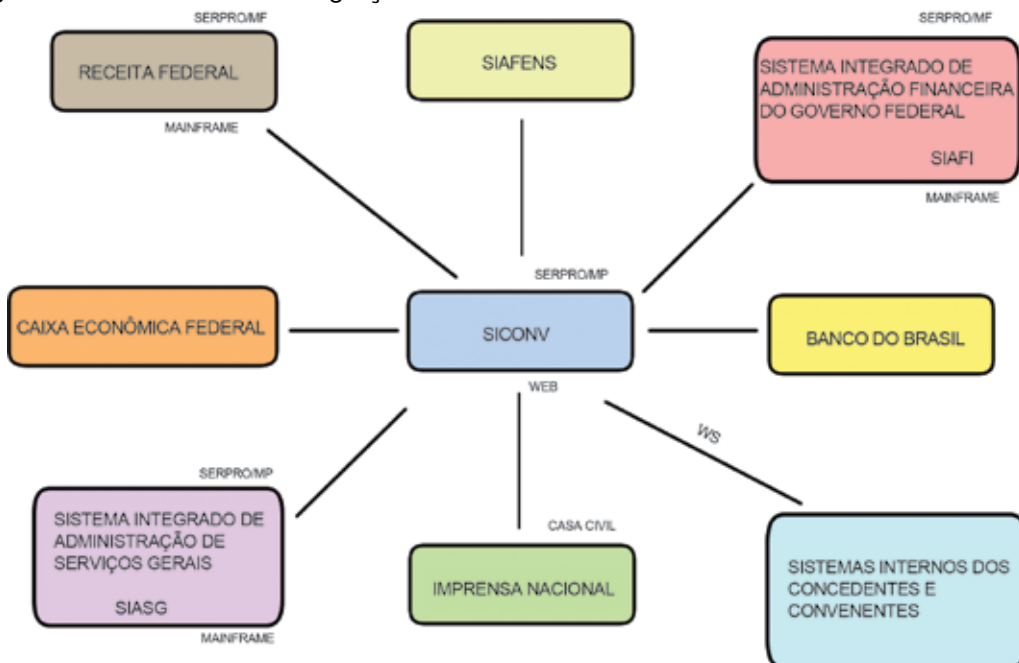 SERPRO/MF
RECEITA FEDERAL
MAINFRAME
SIAFENS
SERPRO/MF
SISTEMA INTEGRADO DE
ADMINISTRAÇÃO FINANCEIRA
DO GOVERNO FEDERAL
SIAFI
MAINFRAME
CAIXA ECONÔMICA FEDERAL
SERPRO/MP
SICONV
WEB
BANCO DO BRASIL
WS
SERPRO/MP
SISTEMA INTEGRADO DE
ADMINISTRAÇÃO DE
SERVIÇOS GERAIS
SIASG
MAINFRAME
CASA CIVIL
IMPRENSA NACIONAL
SISTEMAS INTERNOS DOS
CONCEDENTES E
CONVENENTES